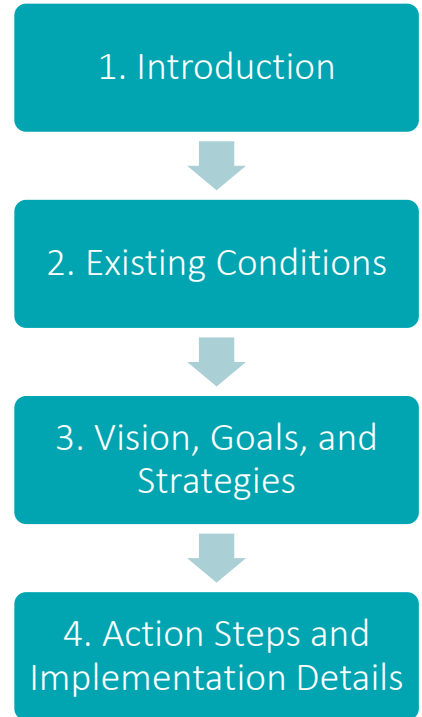 1. Introduction
2. Existing Conditions
3. Vision, Goals, and
Strategies
4. Action Steps and
Implementation Details